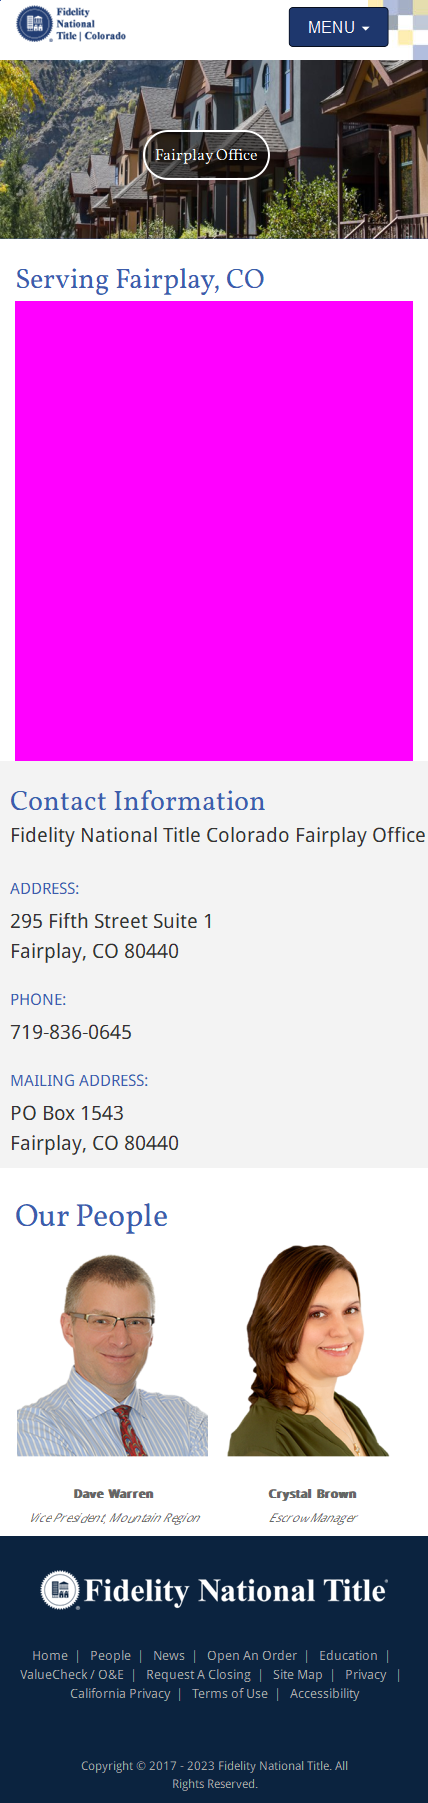 Fidelity
National
Title | Colorado
MENU
Fairplay Office
Serving Fairplay, CO
Contact Information
Fidelity National Title Colorado Fairplay Office
ADDRESS:
295 Fifth Street Suite 1
Fairplay, CO 80440
PHONE:
719-836-0645
MAILING ADDRESS:
PO Box 1543
Fairplay, CO 80440
Our People
Dave Warren
Crystal Brown
Vice President, Mountain Region
Escrow Manager
Fidelity National Title
Home | People | News | Open An Order | Education |
ValueCheck / O&E | Request A Closing | Site Map | Privacy |
California Privacy | Terms of Use | Accessibility
Copyright © 2017 - 2023 Fidelity National Title. All
Rights Reserved.